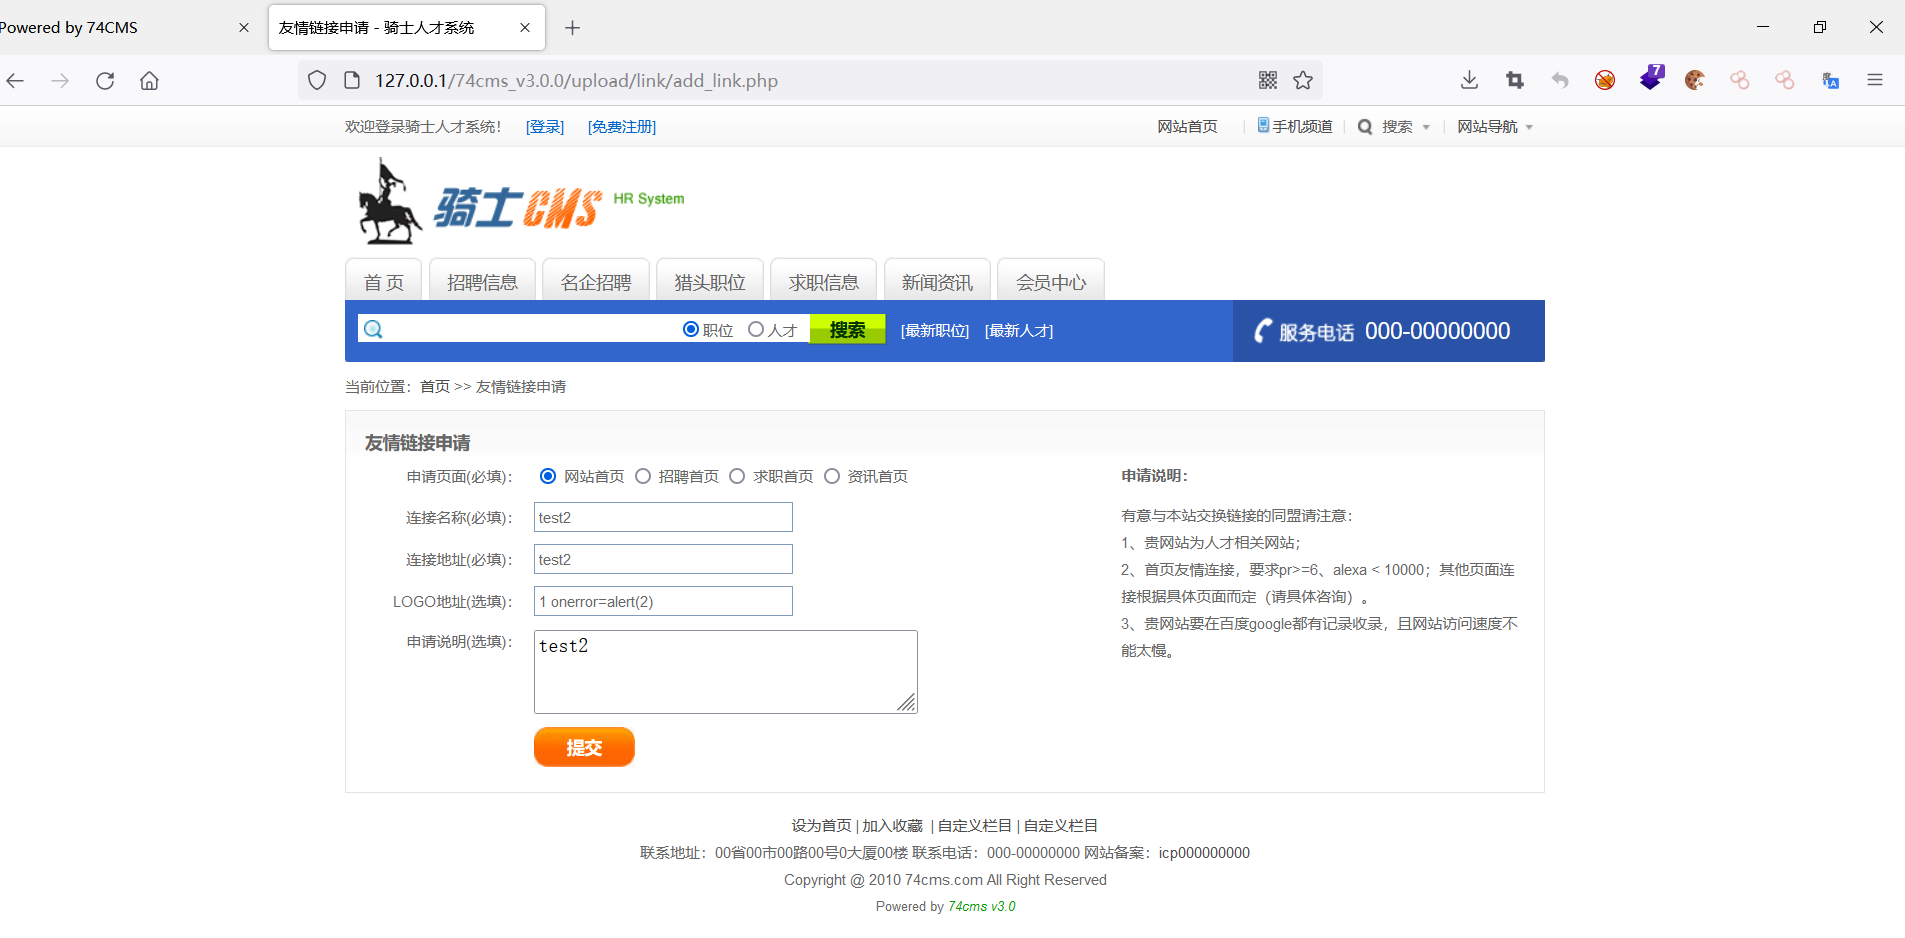 Powered by 74CMS
友情链接申请 - 骑士人才系统
127.0.0.1/74cms_v3.0.0/upload/link/add_link.php
7
欢迎登录骑士人才系统！ [登录] [免费注册]
网站首页 手机频道 搜索 网站导航
骑士CMS HR System
首 页 招聘信息 名企招聘 猎头职位 求职信息 新闻资讯 会员中心
职位 人才 搜索 [最新职位] [最新人才] 服务电话 000-00000000
当前位置：首页 >> 友情链接申请
友情链接申请
申请页面(必填)： 网站首页 招聘首页 求职首页 资讯首页
连接名称(必填)： test2
连接地址(必填)： test2
LOGO地址(选填)： 1 onerror=alert(2)
申请说明(选填)： test2
提交
申请说明：
有意与本站交换链接的同盟请注意：
1、贵网站为人才相关网站；
2、首页友情连接，要求pr>=6、alexa < 10000；其他页面连
接根据具体页面而定（请具体咨询）。
3、贵网站要在百度google都有记录收录，且网站访问速度不
能太慢。
设为首页 | 加入收藏 | 自定义栏目 | 自定义栏目
联系地址：00省00市00路00号0大厦00楼 联系电话：000-00000000 网站备案：icp000000000
Copyright @ 2010 74cms.com All Right Reserved
Powered by 74cms v3.0